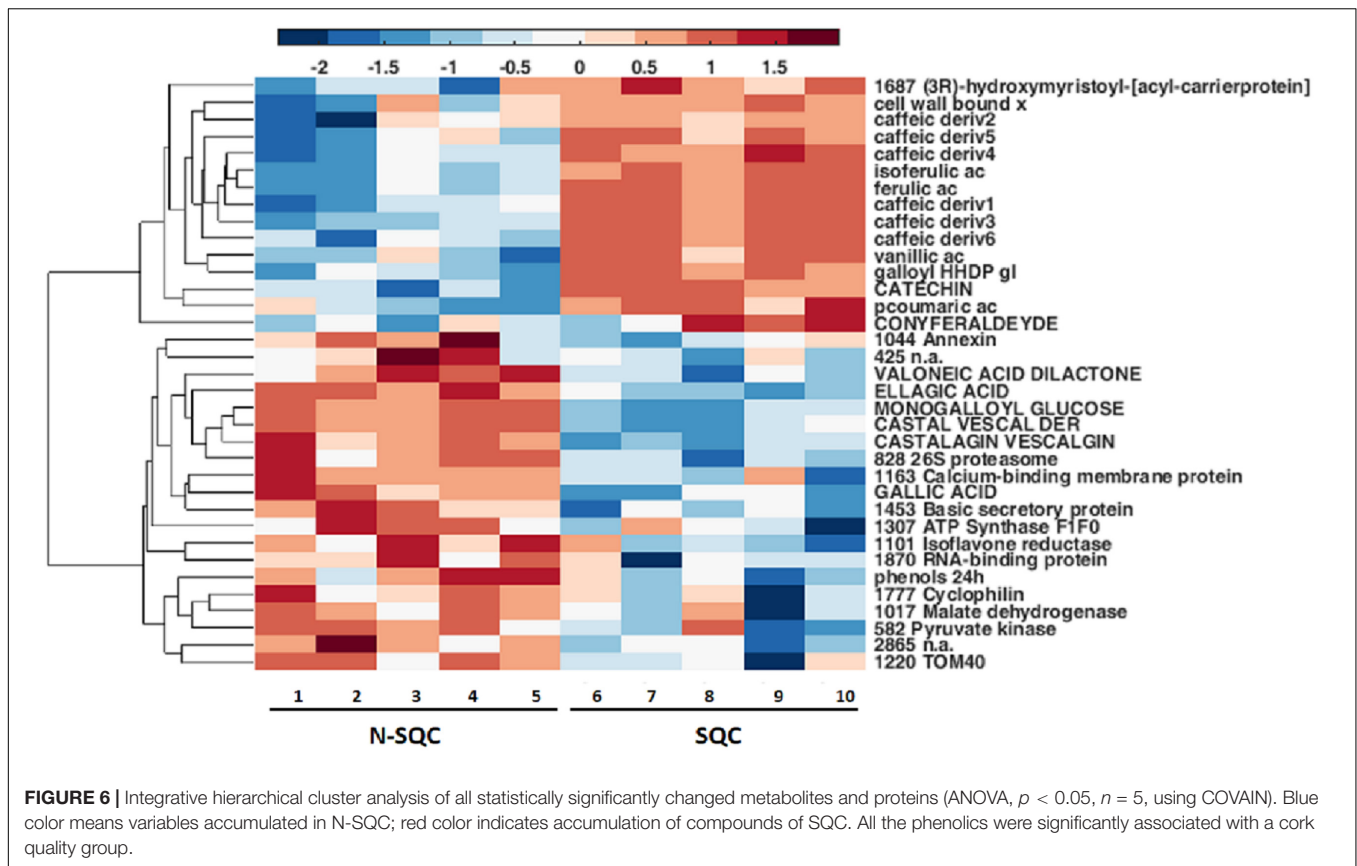 -2 -1.5 -1 -0.5 0 0.5 1 1.5
1687 (3R)-hydroxymyristoyl-[acyl-carrierprotein]
cell wall bound x
caffeic deriv2
caffeic deriv5
caffeic deriv4
isoferulic ac
ferulic ac
caffeic deriv1
caffeic deriv3
caffeic deriv6
vanillic ac
galloyl HHDP gl
CATECHIN
pcoumaric ac
CONYFERALDEYDE
1044 Annexin
425 n.a.
VALONEIC ACID DILACTONE
ELLAGIC ACID
MONOGALLOYL GLUCOSE
CASTAL VESCAL DER
CASTALAGIN VESCALGIN
828 26S proteasome
1163 Calcium-binding membrane protein
GALLIC ACID
1453 Basic secretory protein
1307 ATP Synthase F1F0
1101 Isoflavone reductase
1870 RNA-binding protein
phenols 24h
1777 Cyclophilin
1017 Malate dehydrogenase
582 Pyruvate kinase
2865 n.a.
1220 TOM40
1 2 3 4 5 6 7 8 9 10
N-SQC SQC
FIGURE 6 | Integrative hierarchical cluster analysis of all statistically significantly changed metabolites and proteins (ANOVA, p < 0.05, n = 5, using COVAIN). Blue
color means variables accumulated in N-SQC; red color indicates accumulation of compounds of SQC. All the phenolics were significantly associated with a cork
quality group.